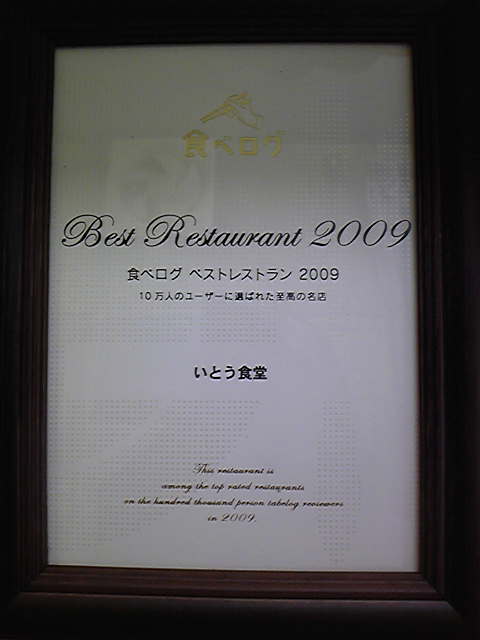 食べログ
Best Restaurant 2009
食べログ ベストレストラン 2009
10万人のユーザーに選ばれた至高の名店
いとう食堂
This restaurant is
among the top rated restaurants
on the hundred thousand person tabelog reviewers
in 2009.